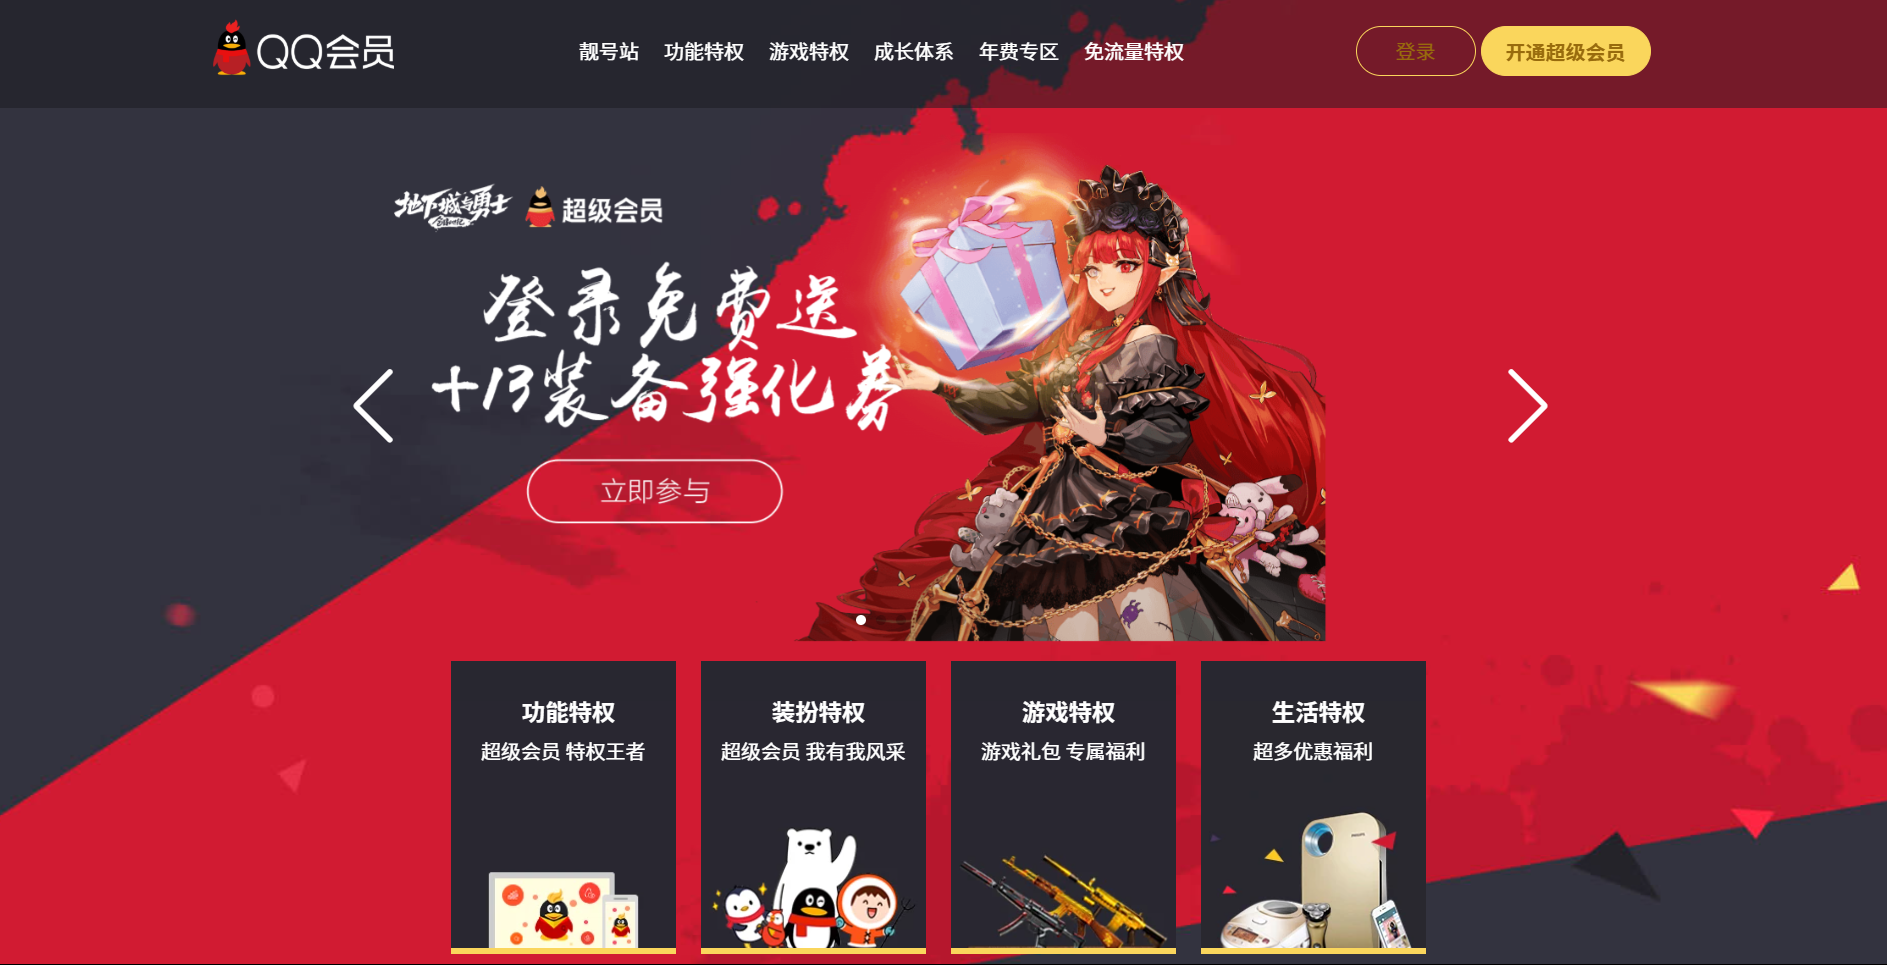 QQ会员
靓号站 功能特权 游戏特权 成长体系 年费专区 免流量特权
登录
开通超级会员
地下城与勇士
超级会员
登录免费送
+13装备强化券
立即参与
功能特权
超级会员 特权王者
装扮特权
超级会员 我有我风采
游戏特权
游戏礼包 专属福利
生活特权
超多优惠福利